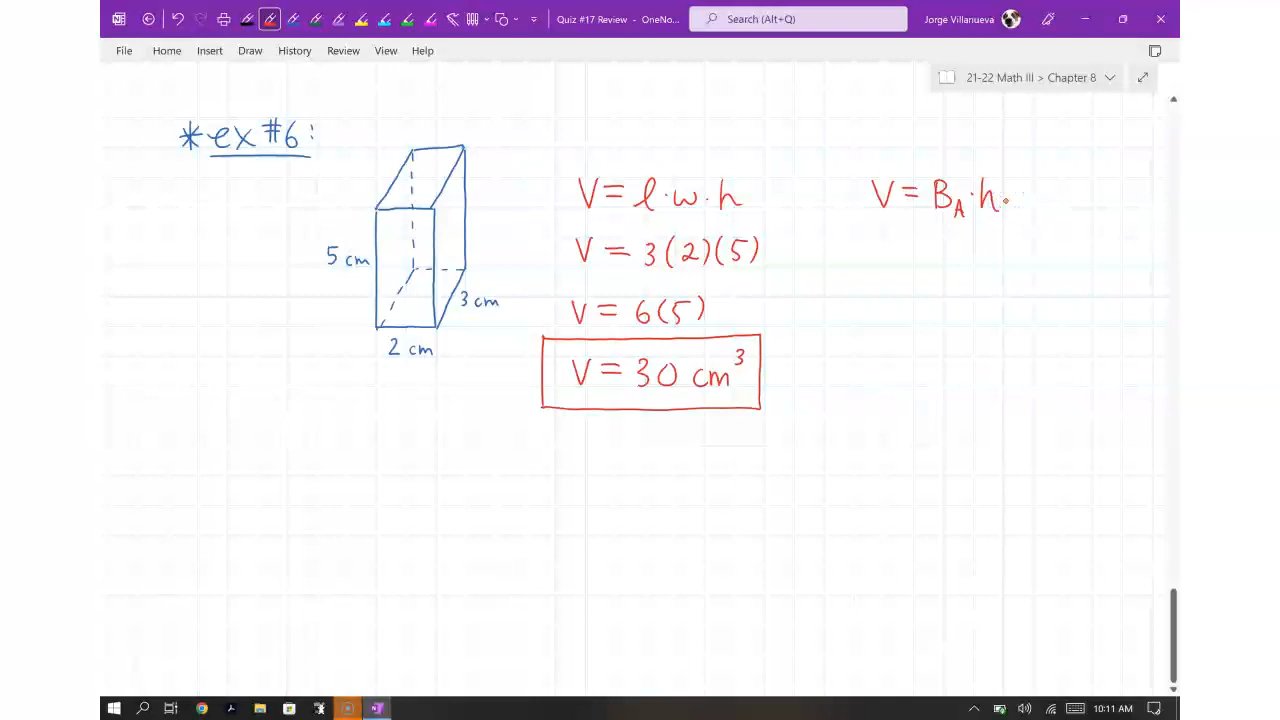 Quiz #17 Review - OneNo...
Search (Alt+Q)
Jorge Villanueva
File Home Insert Draw History Review View Help
21-22 Math III > Chapter 8
*ex #6:
5 cm
3 cm
2 cm
V = l · w · h
V = 3(2)(5)
V = 6(5)
V = 30 cm³
V = B_A · h
10:11 AM